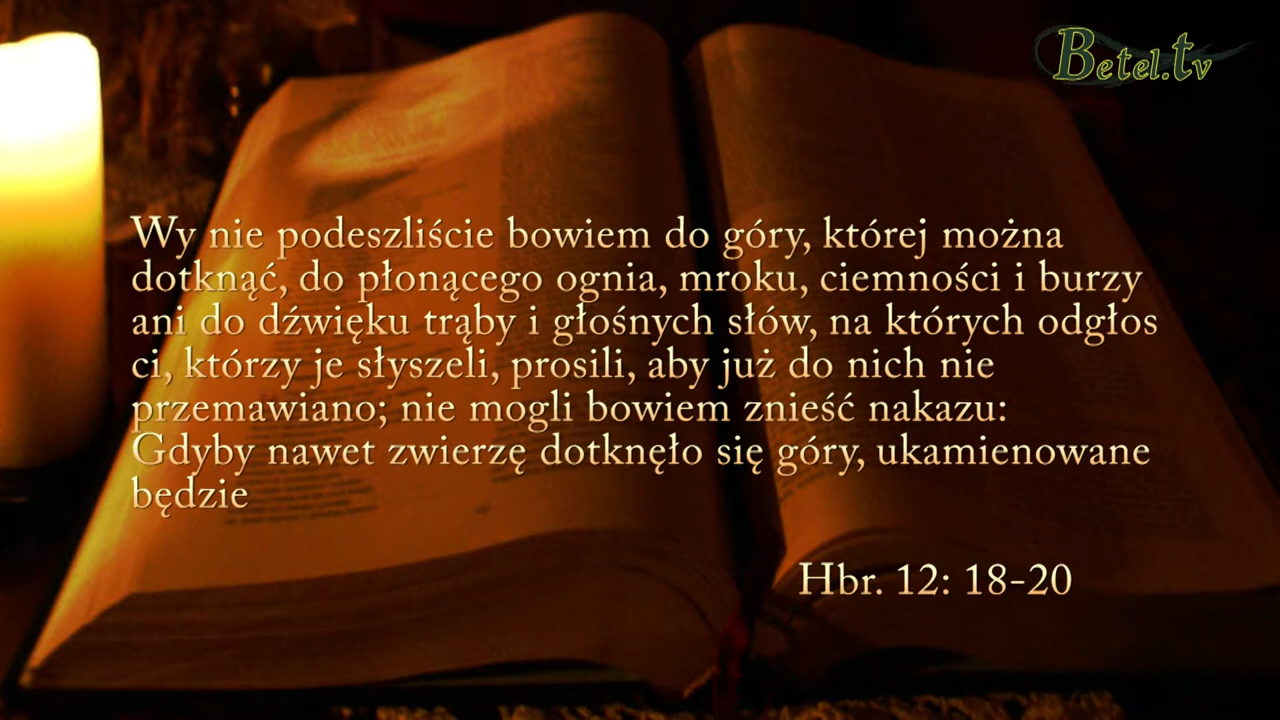 Betel.tv
Wy nie podeszliście bowiem do góry, której można
dotknąć, do płonącego ognia, mroku, ciemności i burzy
ani do dźwięku trąby i głośnych słów, na których odgłos
ci, którzy je słyszeli, prosili, aby już do nich nie
przemawiano; nie mogli bowiem znieść nakazu:
Gdyby nawet zwierzę dotknęło się góry, ukamienowane
będzie
Hbr. 12: 18-20